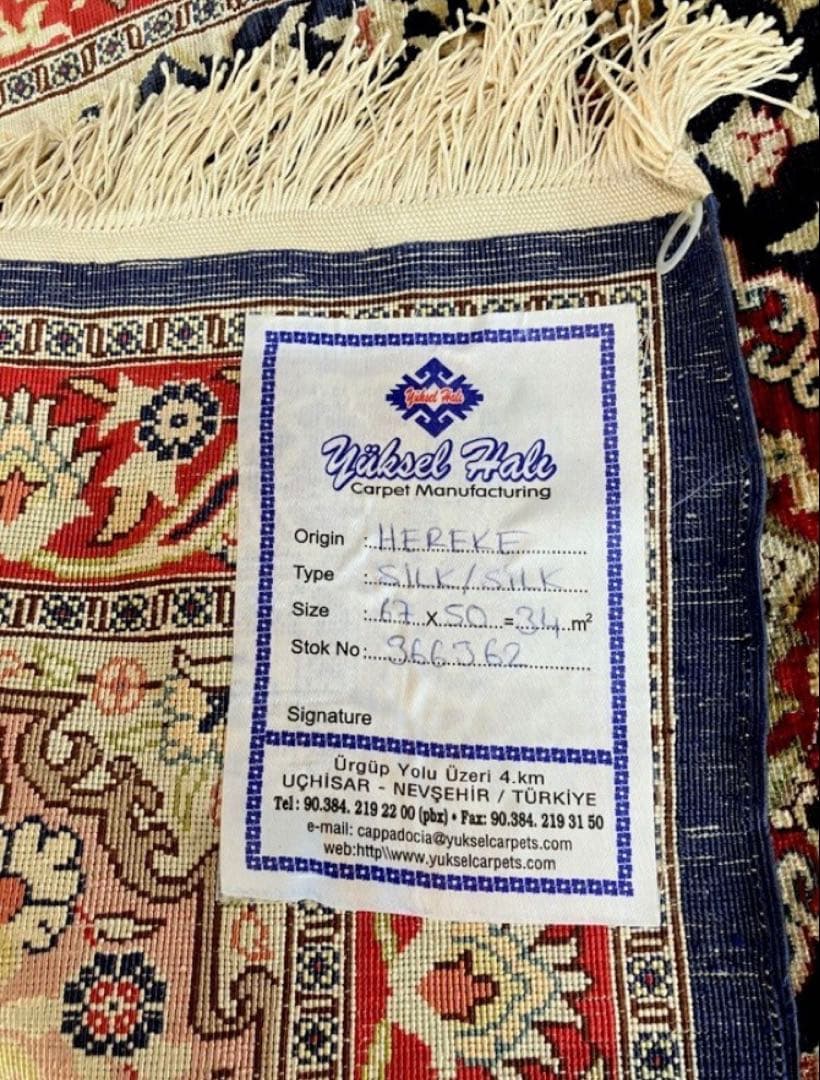 Yüksel Halı
Yüksel Halı
Carpet Manufacturing
Origin : HEREKE
Type : SILK/SILK
Size : 67 x 50 = 34 m²
Stok No : 366362
Signature
Ürgüp Yolu Üzeri 4.km
UÇHİSAR - NEVŞEHİR / TÜRKİYE
Tel: 90.384. 219 22 00 (pbx) • Fax: 90.384. 219 31 50
e-mail: cappadocia@yukselcarpets.com
web:http\\www.yukselcarpets.com